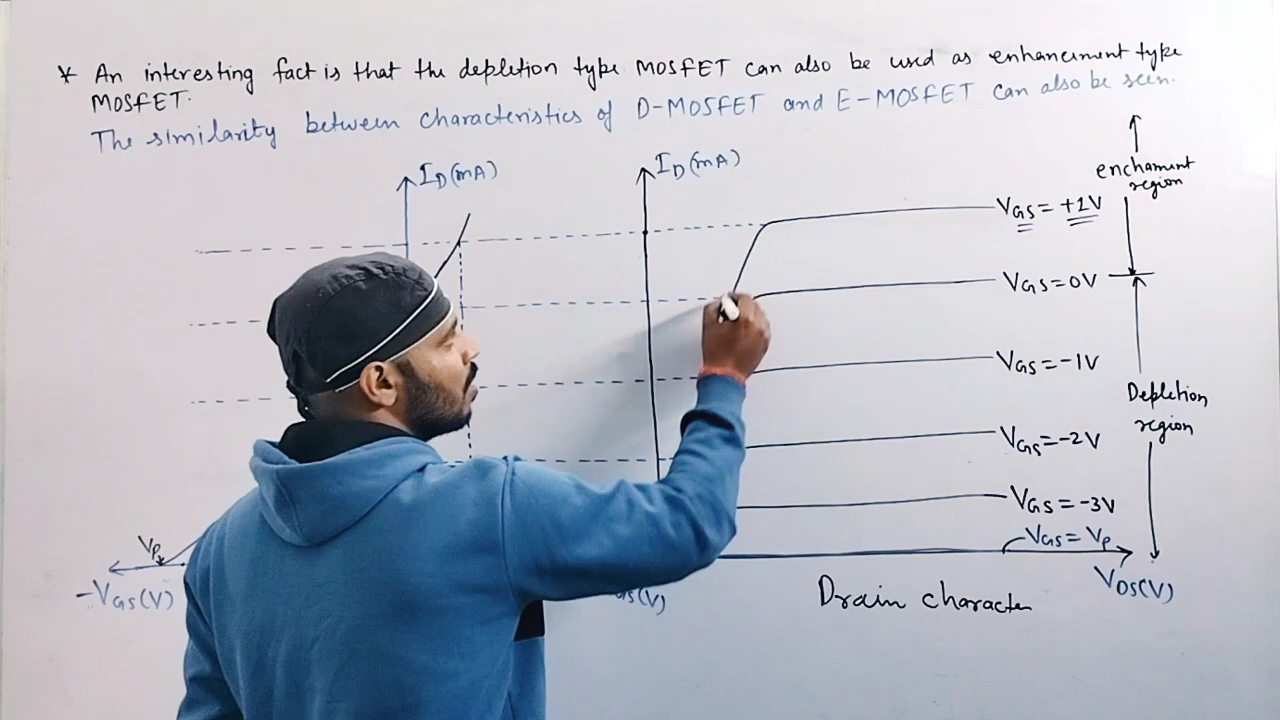 * An interesting fact is that the depletion type MOSFET can also be used as enhancement type
MOSFET.
The similarity between characteristics of D-MOSFET and E-MOSFET can also be seen.
ID(mA)
ID(mA)
enchament
region
VGS = +1V
VGS = 0V
VGS = -1V
Depletion
region
VGS = -2V
VGS = -3V
VGS = Vp
Vp
-VGS(V)
GS(V)
VDS(V)
Drain character